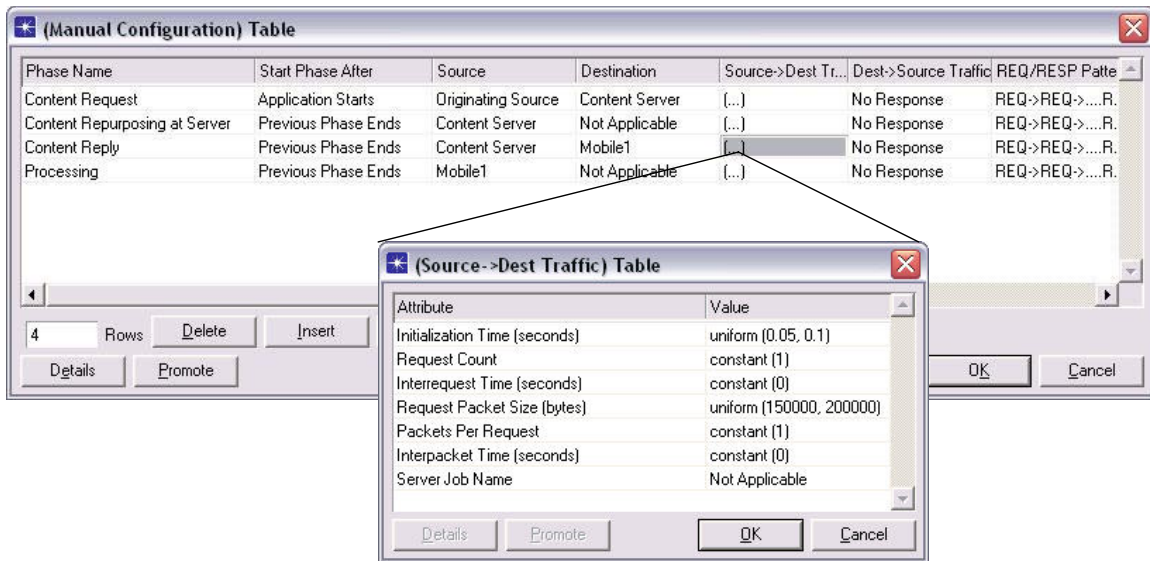 (Manual Configuration) Table
Phase Name Start Phase After Source Destination Source->Dest Tr... Dest->Source Traffic REQ/RESP Patte
Content Request Application Starts Originating Source Content Server (...) No Response REQ->REQ->....R.
Content Repurposing at Server Previous Phase Ends Content Server Not Applicable (...) No Response REQ->REQ->....R.
Content Reply Previous Phase Ends Content Server Mobile1 (...) No Response REQ->REQ->....R.
Processing Previous Phase Ends Mobile1 Not Applicable (...) No Response REQ->REQ->....R.
4 Rows Delete Insert
Details Promote OK Cancel
(Source-->Dest Traffic) Table
Attribute Value
Initialization Time (seconds) uniform (0.05, 0.1)
Request Count constant (1)
Interrequest Time (seconds) constant (0)
Request Packet Size (bytes) uniform (150000, 200000)
Packets Per Request constant (1)
Interpacket Time (seconds) constant (0)
Server Job Name Not Applicable
Details Promote OK Cancel